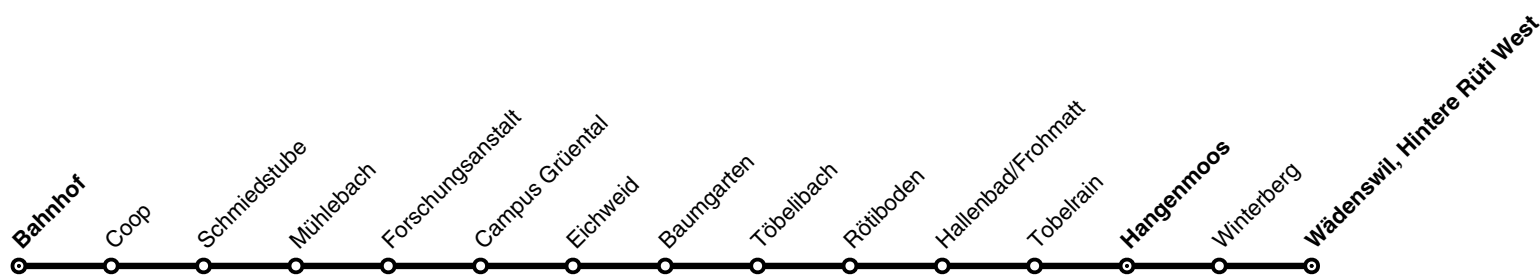 Bahnhof
Coop
Schmiedstube
Mühlebach
Forschungsanstalt
Campus Grüental
Eichweid
Baumgarten
Töbelibach
Rötiboden
Hallenbad/Frohmatt
Tobelrain
Hangenmoos
Winterberg
Wädenswil, Hintere Rüti West